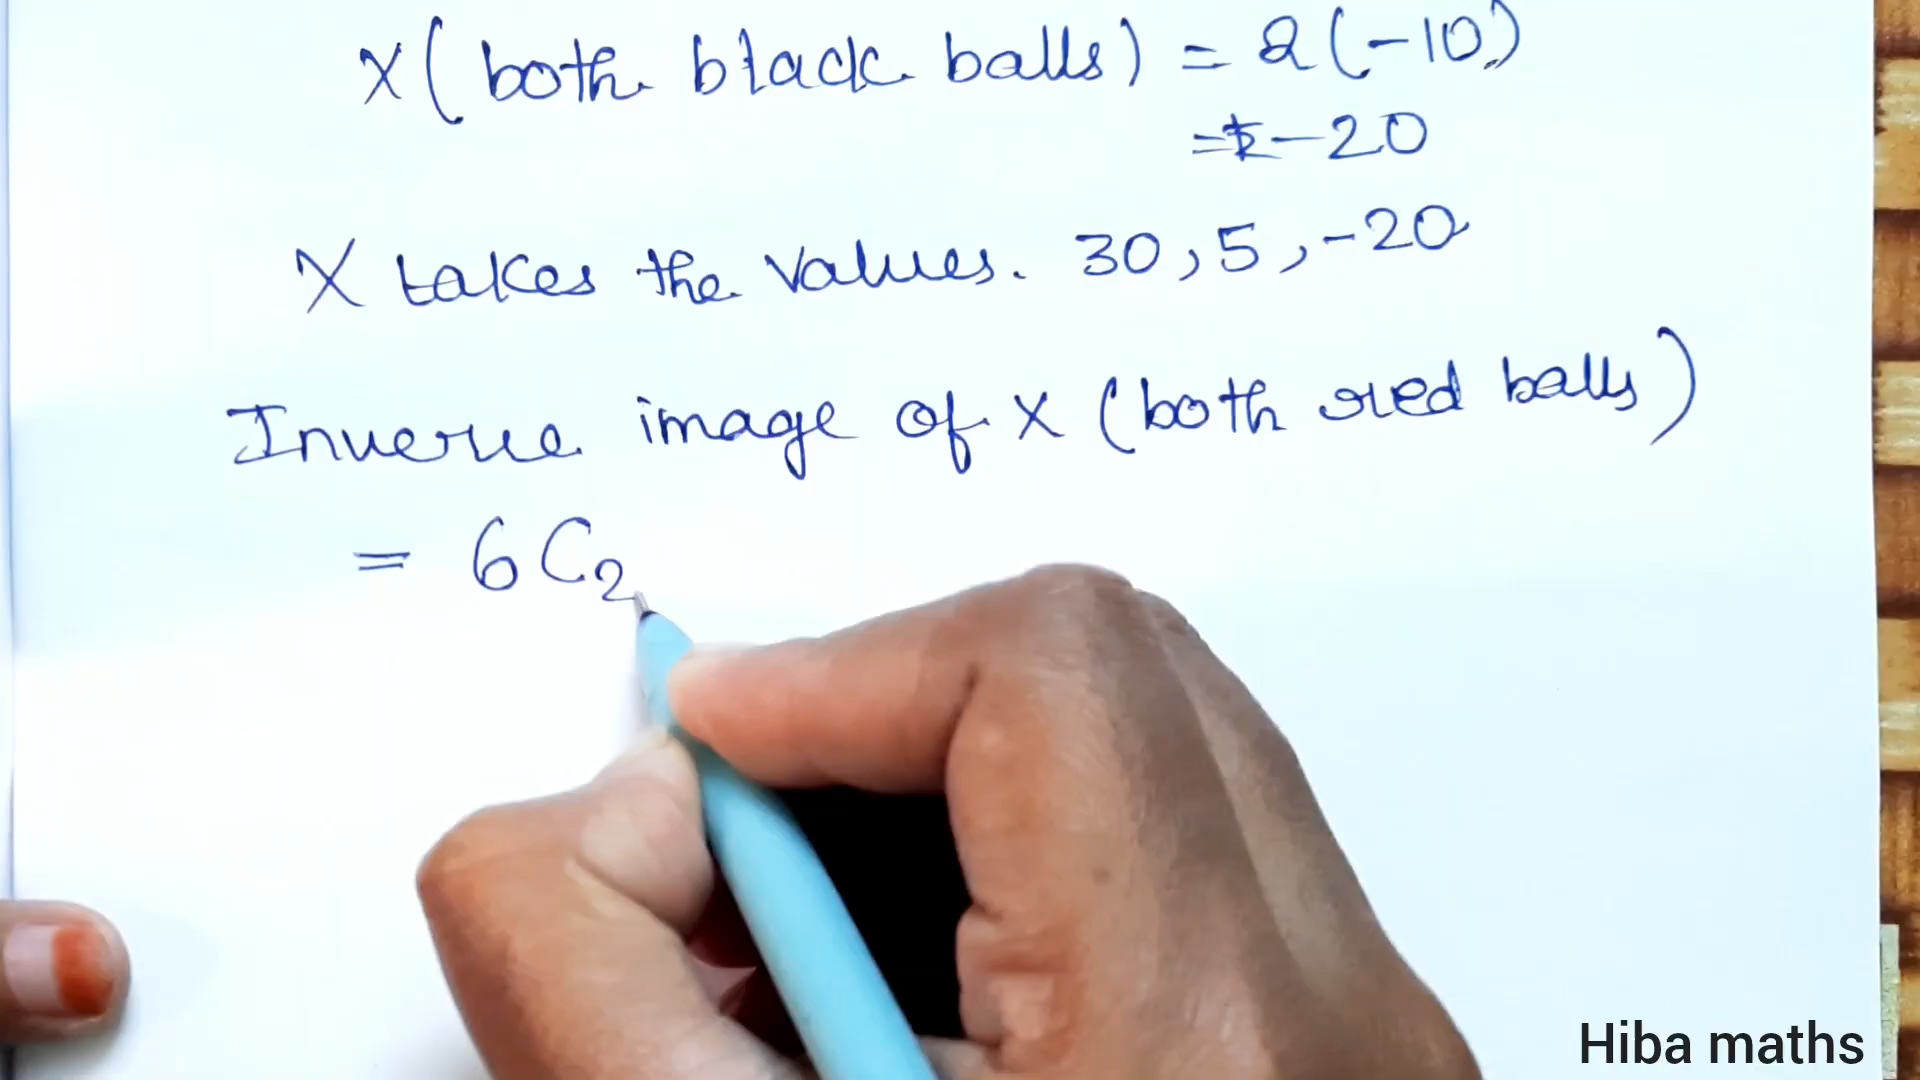 X (both black balls) = 2 (-10)
= -20
X takes the values. 30, 5, -20
Inverse image of X (both red balls)
= 6C₂
Hiba maths